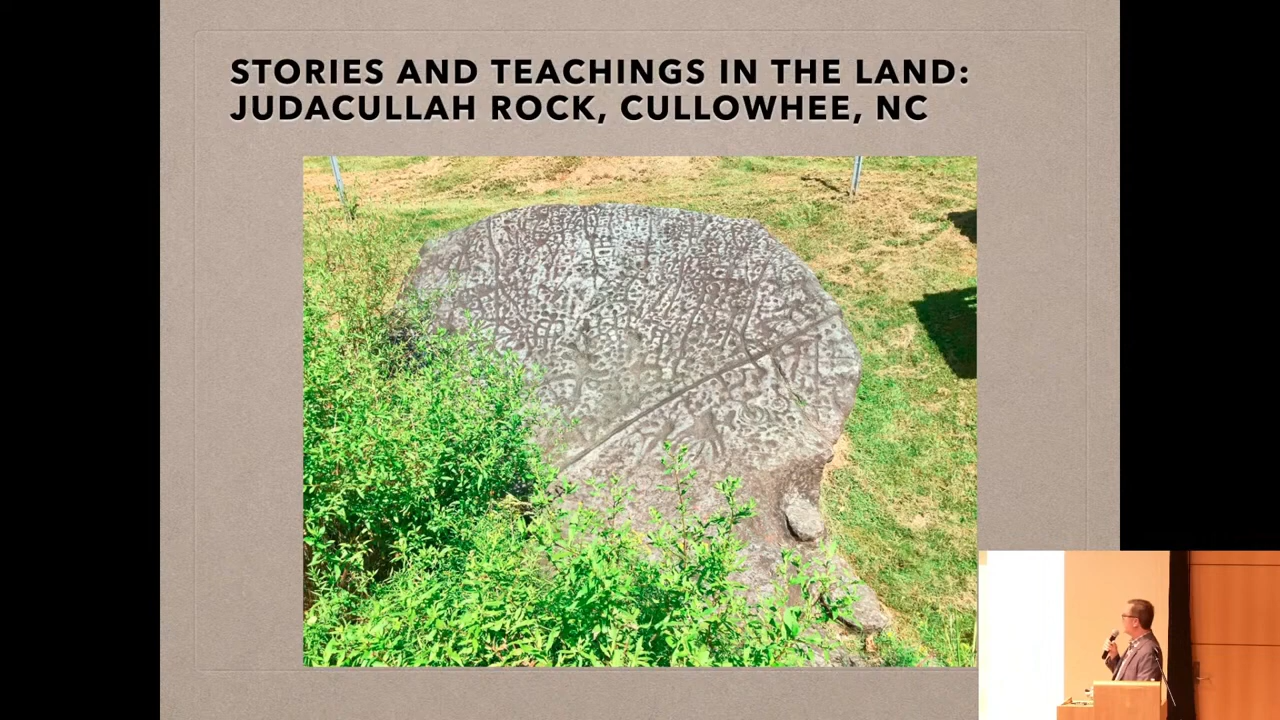 STORIES AND TEACHINGS IN THE LAND:
JUDACULLAH ROCK, CULLOWHEE, NC